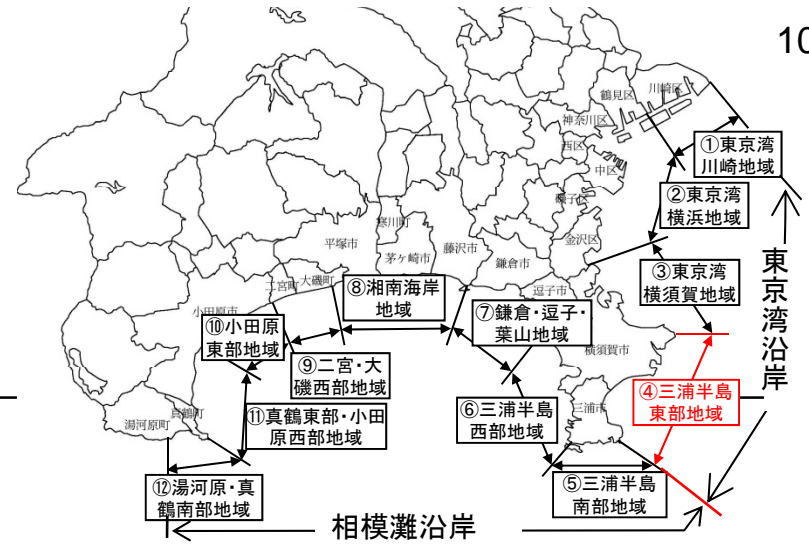 10
鶴見区
川崎区
神奈川区
西区
中区
磯子区
金沢区
①東京湾
川崎地域
②東京湾
横浜地域
③東京湾
横須賀地域
東京湾沿岸
④三浦半島
東部地域
寒川町
平塚市
茅ヶ崎市
藤沢市
鎌倉市
逗子市
大磯町
二宮町
小田原市
横須賀市
三浦市
真鶴町
湯河原町
⑧湘南海岸
地域
⑦鎌倉・逗子・
葉山地域
⑩小田原
東部地域
⑨二宮・大
磯西部地域
⑥三浦半島
西部地域
⑪真鶴東部・小田
原西部地域
⑤三浦半島
南部地域
⑫湯河原・真
鶴南部地域
相模灘沿岸